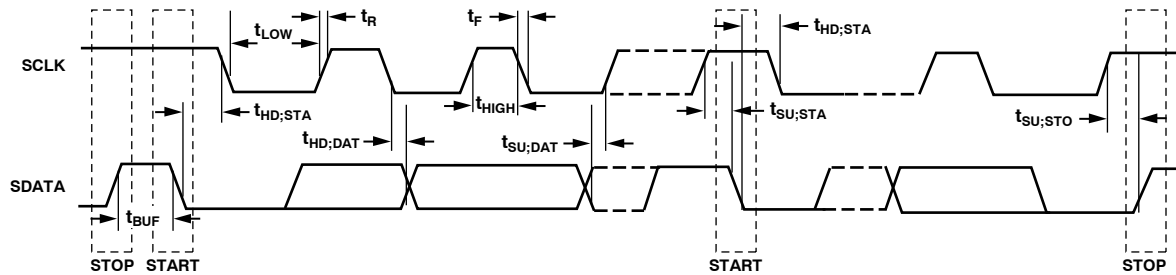 tR
tF
tLOW
tHD;STA
SCLK
tHD;STA
tHIGH
tSU;STA
tSU;STO
tHD;DAT
tSU;DAT
SDATA
tBUF
STOP START START STOP